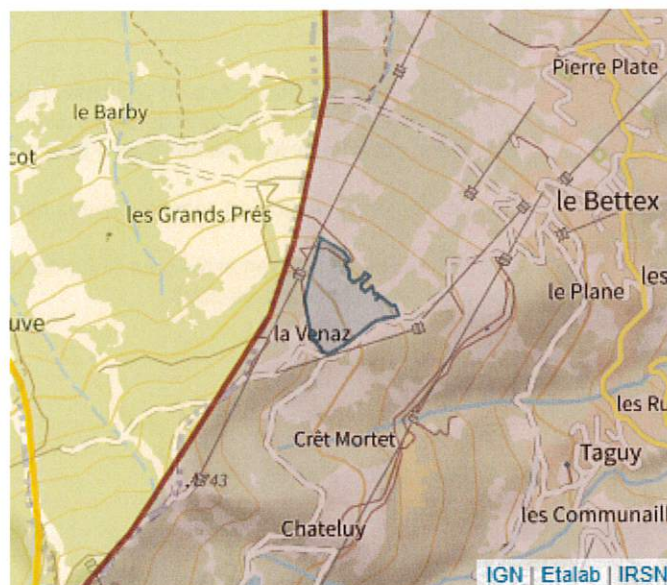 Pierre Plate
le Barby
cot
le Bettex
les Grands Prés
les
le Plane
uve
la Venaz
les Ru
Crêt Mortet
Taguy
les Communaill
Chateluy
IGN | Etalab | IRSN